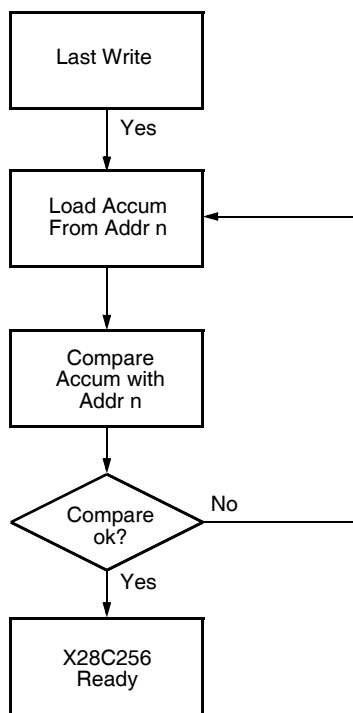 Last Write
Yes
Load Accum
From Addr n
Compare
Accum with
Addr n
Compare
ok?
No
Yes
X28C256
Ready